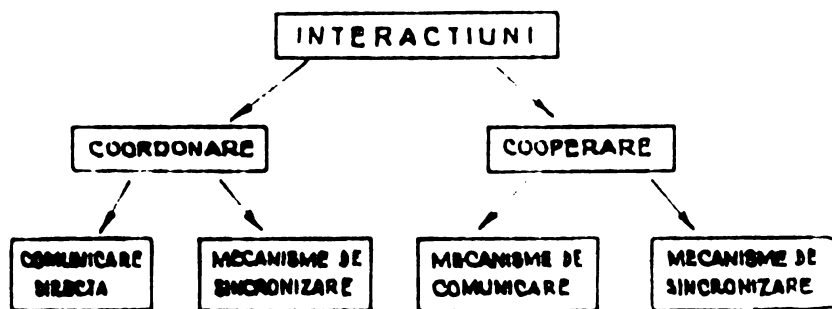 INTERACTIUNI
COORDONARE
COOPERARE
COMUNICARE
DIRECTA
MECANISME DE
SINCRONIZARE
MECANISME DE
COMUNICARE
MECANISME DE
SINCRONIZARE